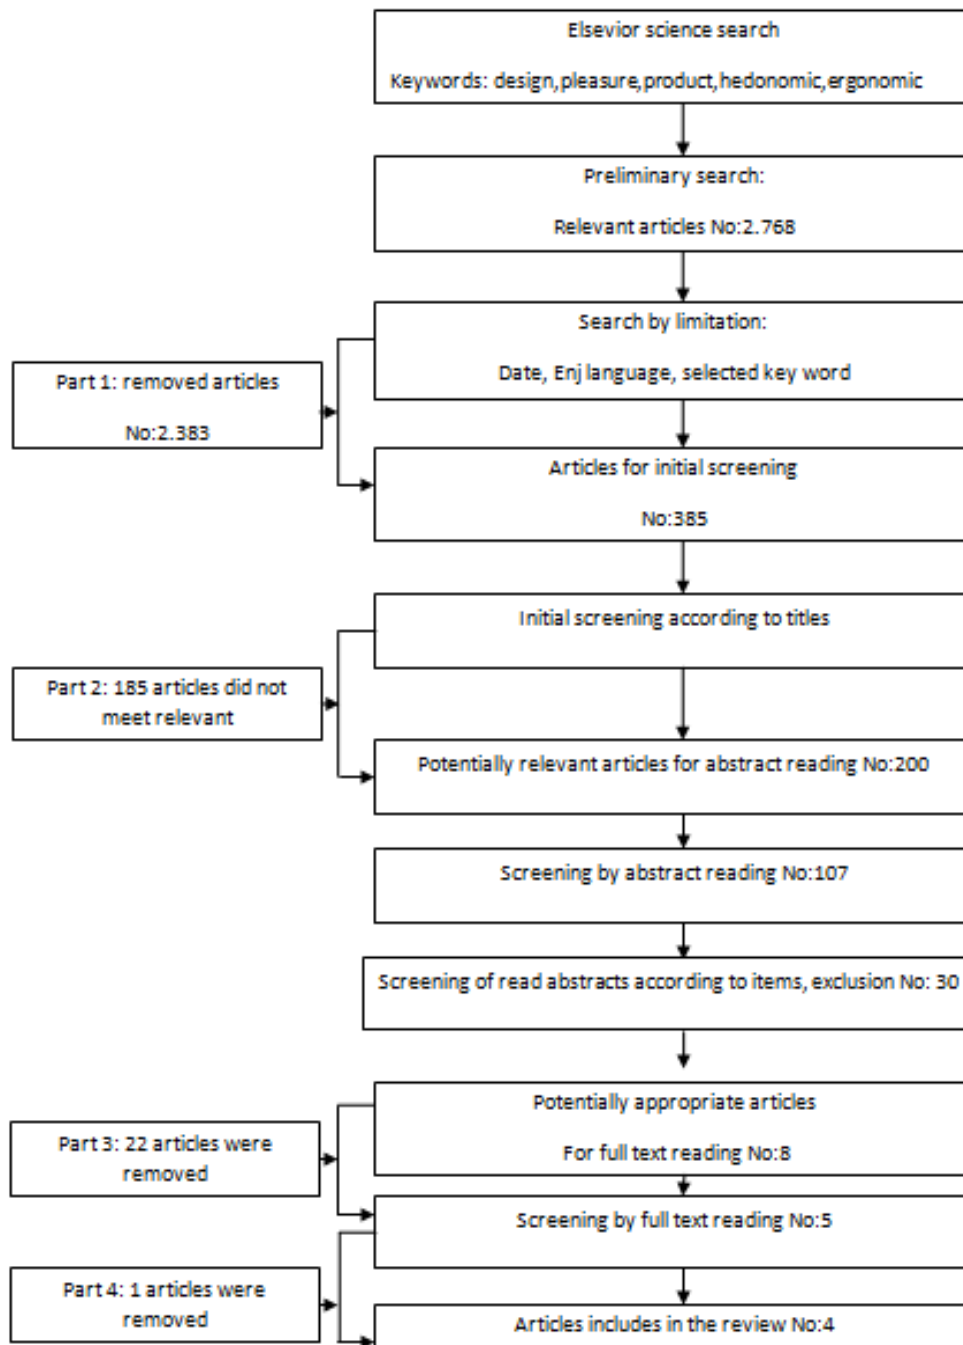 Elsevior science search
Keywords: design,pleasure,product,hedonomic,ergonomic
Preliminary search:
Relevant articles No:2.768
Search by limitation:
Date, Enj language, selected key word
Part 1: removed articles
No:2.383
Articles for initial screening
No:385
Initial screening according to titles
Part 2: 185 articles did not
meet relevant
Potentially relevant articles for abstract reading No:200
Screening by abstract reading No:107
Screening of read abstracts according to items, exclusion No: 30
Potentially appropriate articles
For full text reading No:8
Part 3: 22 articles were
removed
Screening by full text reading No:5
Part 4: 1 articles were
removed
Articles includes in the review No:4